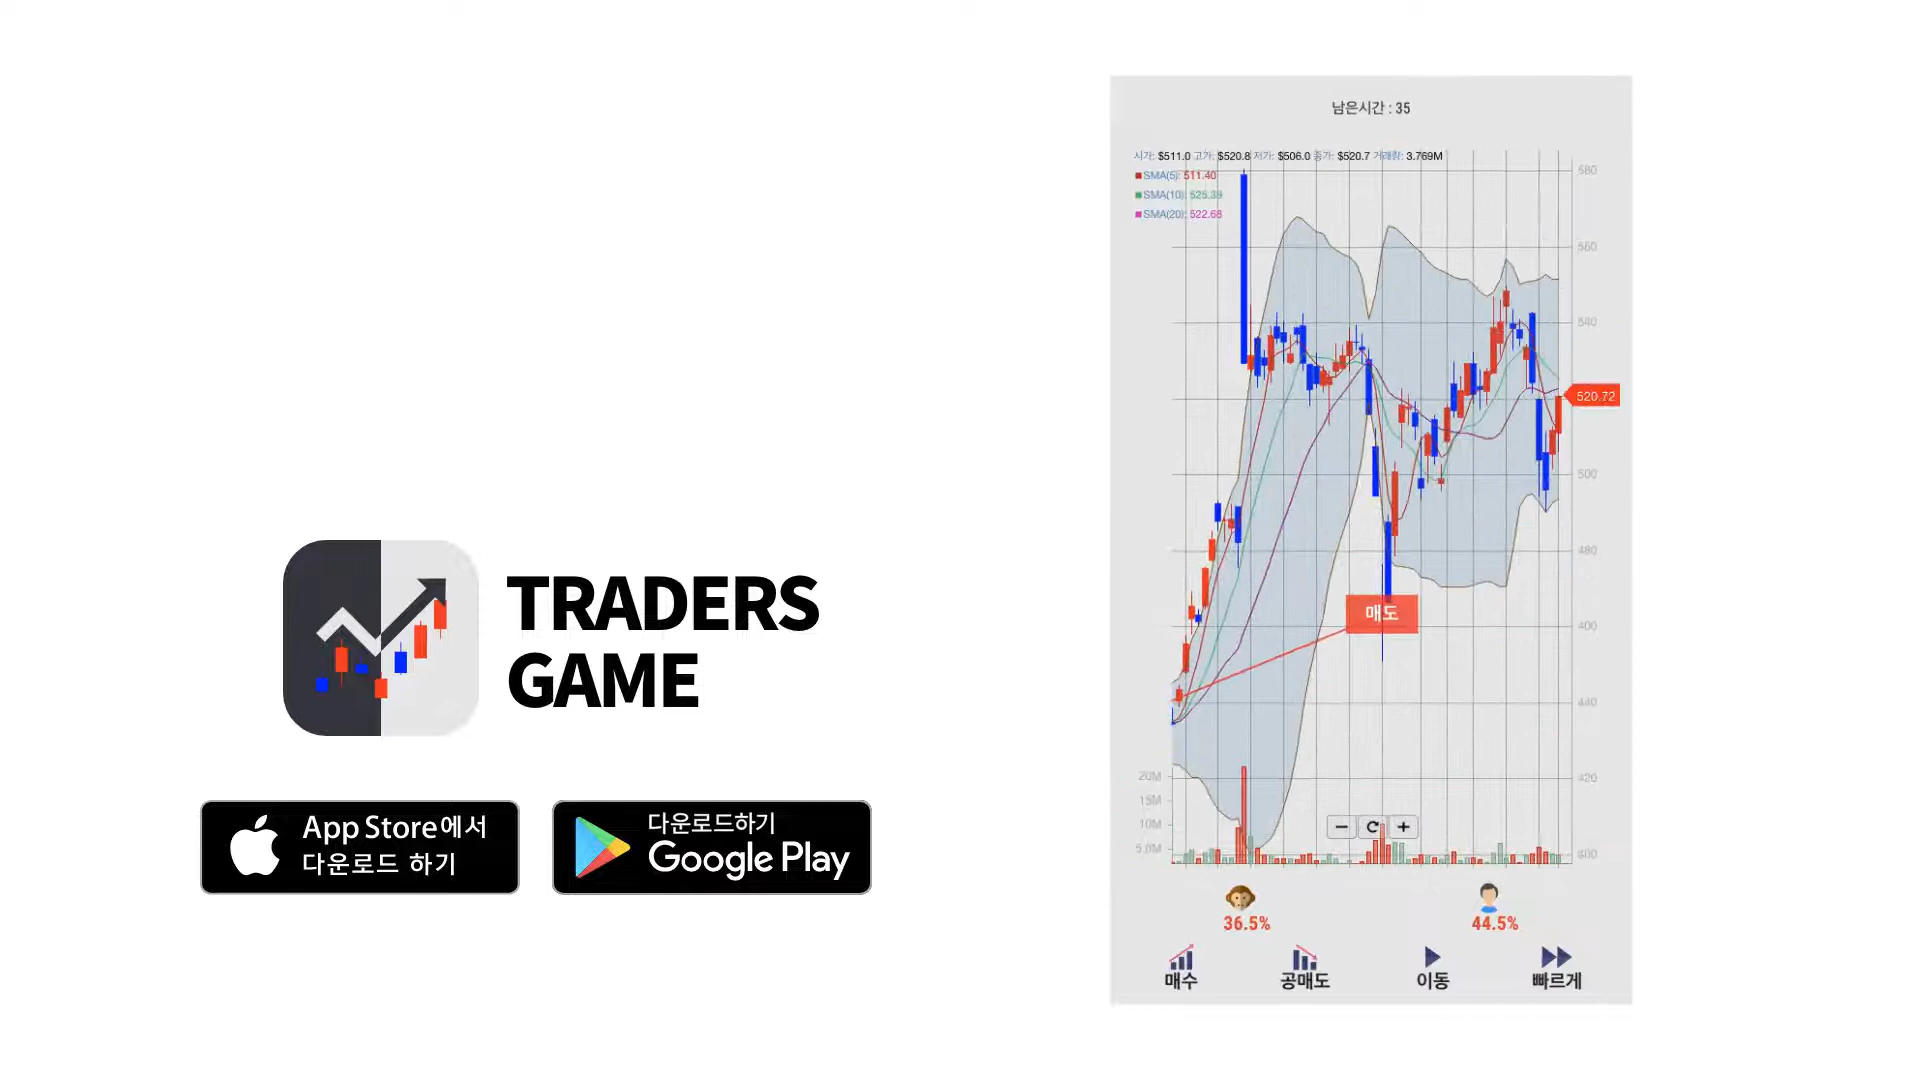 TRADERS
GAME
App Store에서
다운로드 하기
다운로드하기
Google Play
남은시간 : 35
시가: $511.0 고가: $520.8 저가: $506.0 종가: $520.7 거래량: 3.769M
SMA(5): 511.40
SMA(10): 525.39
SMA(20): 522.68
580
560
540
520.72
500
480
460
440
420
400
매도
20M
15M
10M
5.0M
36.5%
44.5%
매수
공매도
이동
빠르게